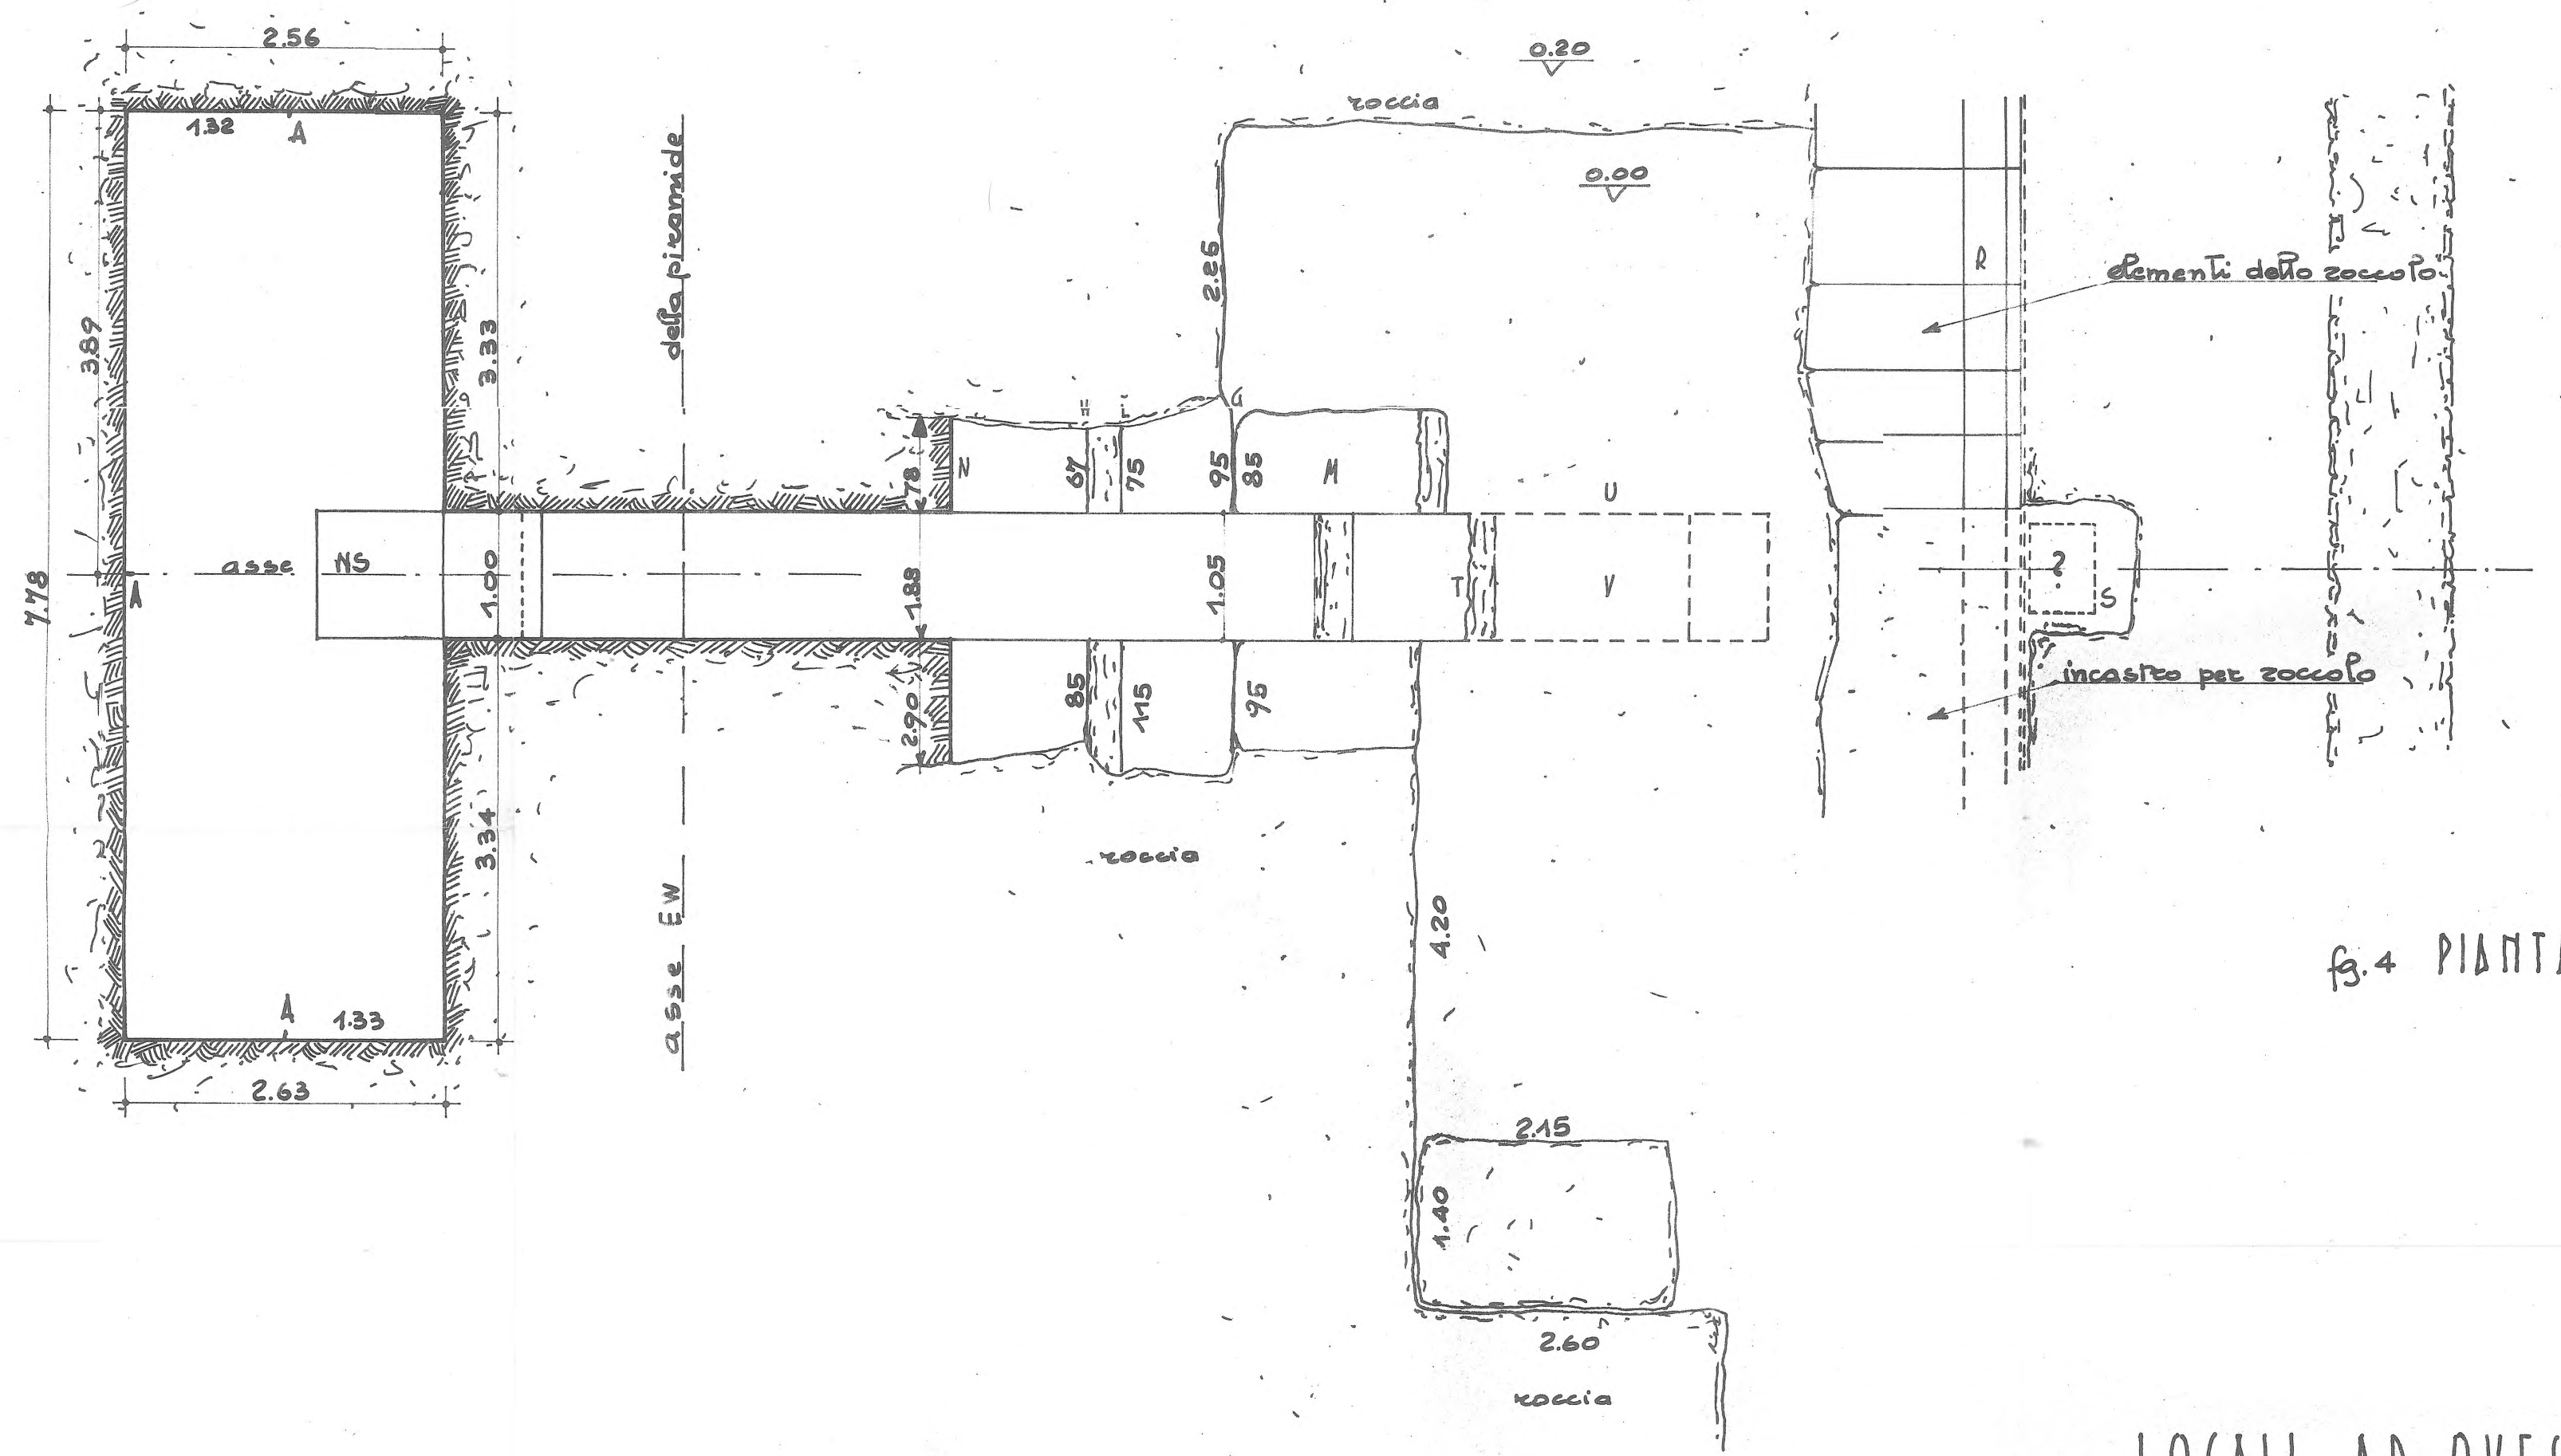 2.56
0.20
roccia
1.32
A
della piramide
0.00
R
elementi dello zoccolo
2.26
3.89
3.33
G
N
78
67
75
95
85
M
U
asse NS
1.00
1.88
1.05
T
V
?
S
A
7.78
2.90
85
115
95
incastro per zoccolo
3.34
roccia
asse EW
4.20
fg. 4 PIANTA
A
1.33
2.63
2.15
1.40
2.60
roccia